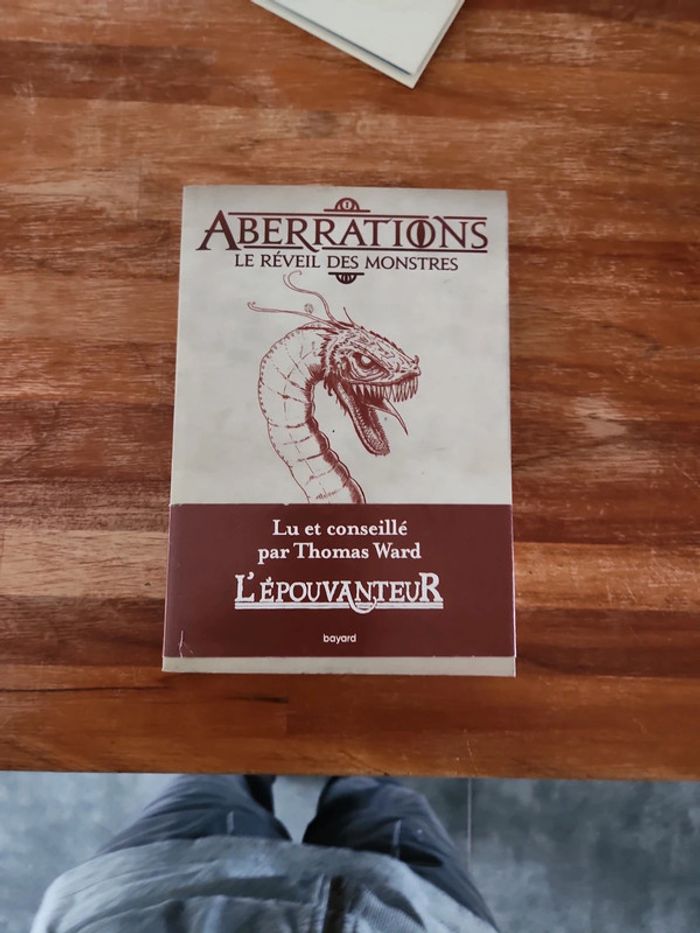 ABERRATIONS
LE RÉVEIL DES MONSTRES
Lu et conseillé
par Thomas Ward
L'ÉPOUVANTEUR
bayard